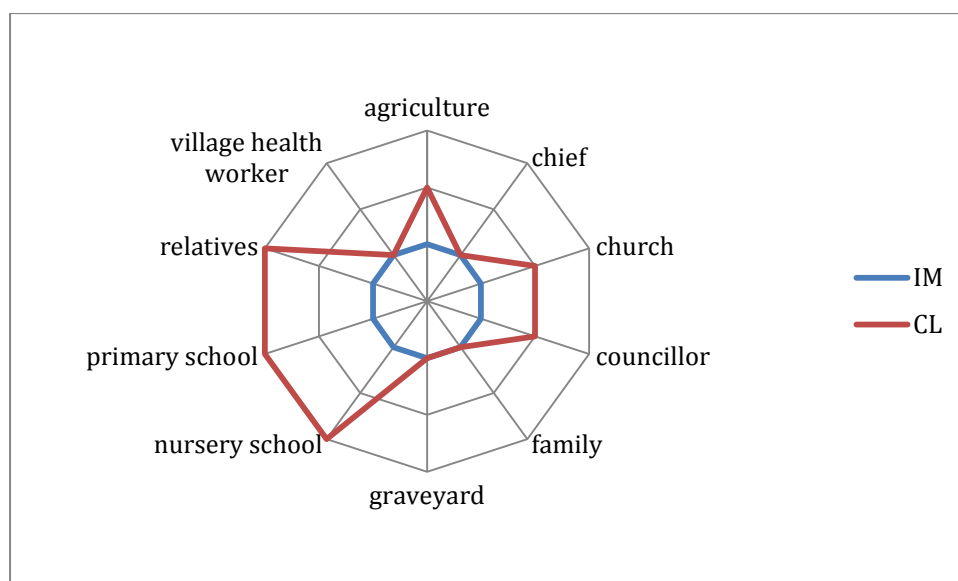 agriculture
village health
worker
chief
relatives
church
IM
CL
primary school
councillor
nursery school
family
graveyard